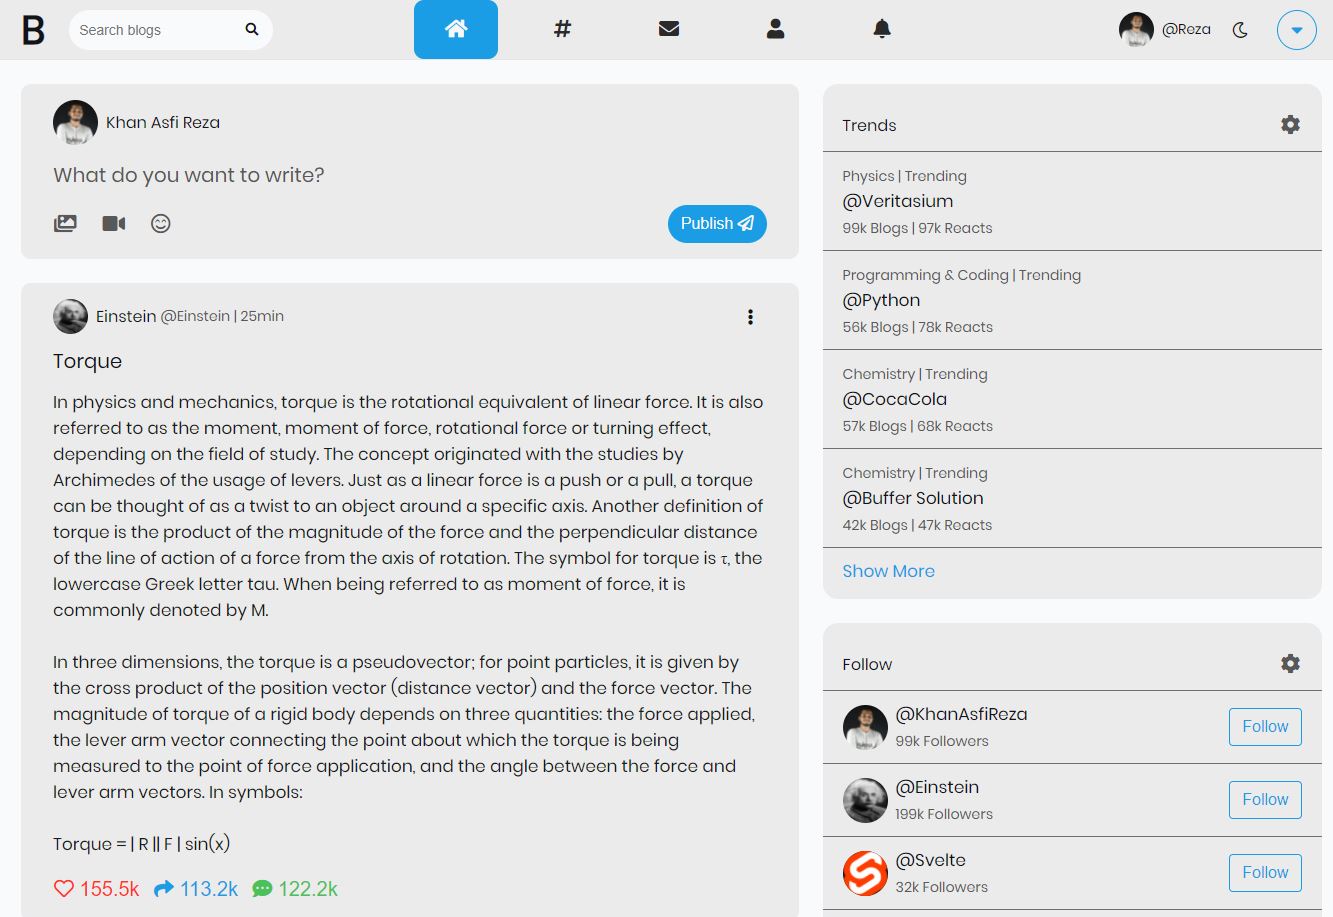 B
Search blogs
#
@Reza
Khan Asfi Reza
What do you want to write?
Publish
Einstein @Einstein | 25min
Torque
In physics and mechanics, torque is the rotational equivalent of linear force. It is also
referred to as the moment, moment of force, rotational force or turning effect,
depending on the field of study. The concept originated with the studies by
Archimedes of the usage of levers. Just as a linear force is a push or a pull, a torque
can be thought of as a twist to an object around a specific axis. Another definition of
torque is the product of the magnitude of the force and the perpendicular distance
of the line of action of a force from the axis of rotation. The symbol for torque is τ, the
lowercase Greek letter tau. When being referred to as moment of force, it is
commonly denoted by M.
In three dimensions, the torque is a pseudovector; for point particles, it is given by
the cross product of the position vector (distance vector) and the force vector. The
magnitude of torque of a rigid body depends on three quantities: the force applied,
the lever arm vector connecting the point about which the torque is being
measured to the point of force application, and the angle between the force and
lever arm vectors. In symbols:
Torque = | R || F | sin(x)
155.5k 113.2k 122.2k
Trends
Physics | Trending
@Veritasium
99k Blogs | 97k Reacts
Programming & Coding | Trending
@Python
56k Blogs | 78k Reacts
Chemistry | Trending
@CocaCola
57k Blogs | 68k Reacts
Chemistry | Trending
@Buffer Solution
42k Blogs | 47k Reacts
Show More
Follow
@KhanAsfiReza
99k Followers
Follow
@Einstein
199k Followers
Follow
@Svelte
32k Followers
Follow